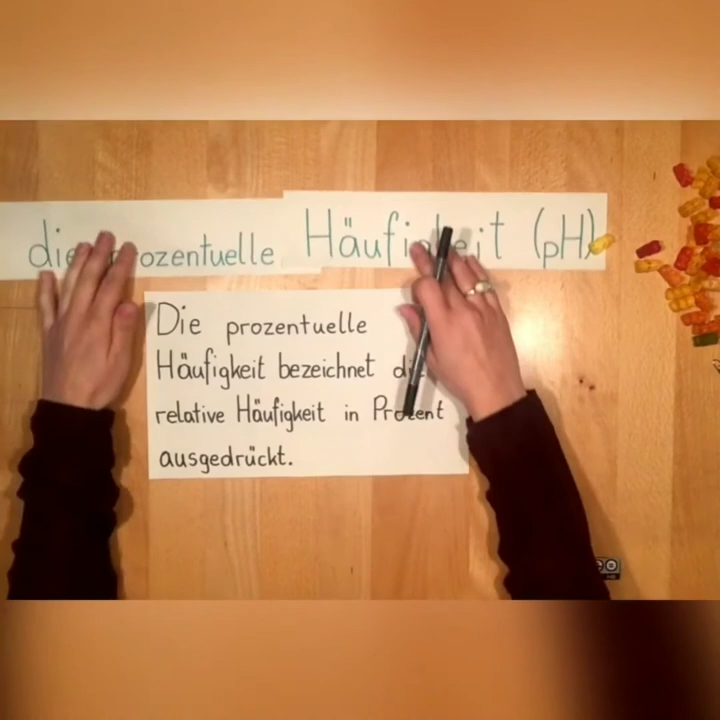 die prozentuelle Häufigkeit (pH)
Die prozentuelle
Häufigkeit bezeichnet die
relative Häufigkeit in Prozent
ausgedrückt.